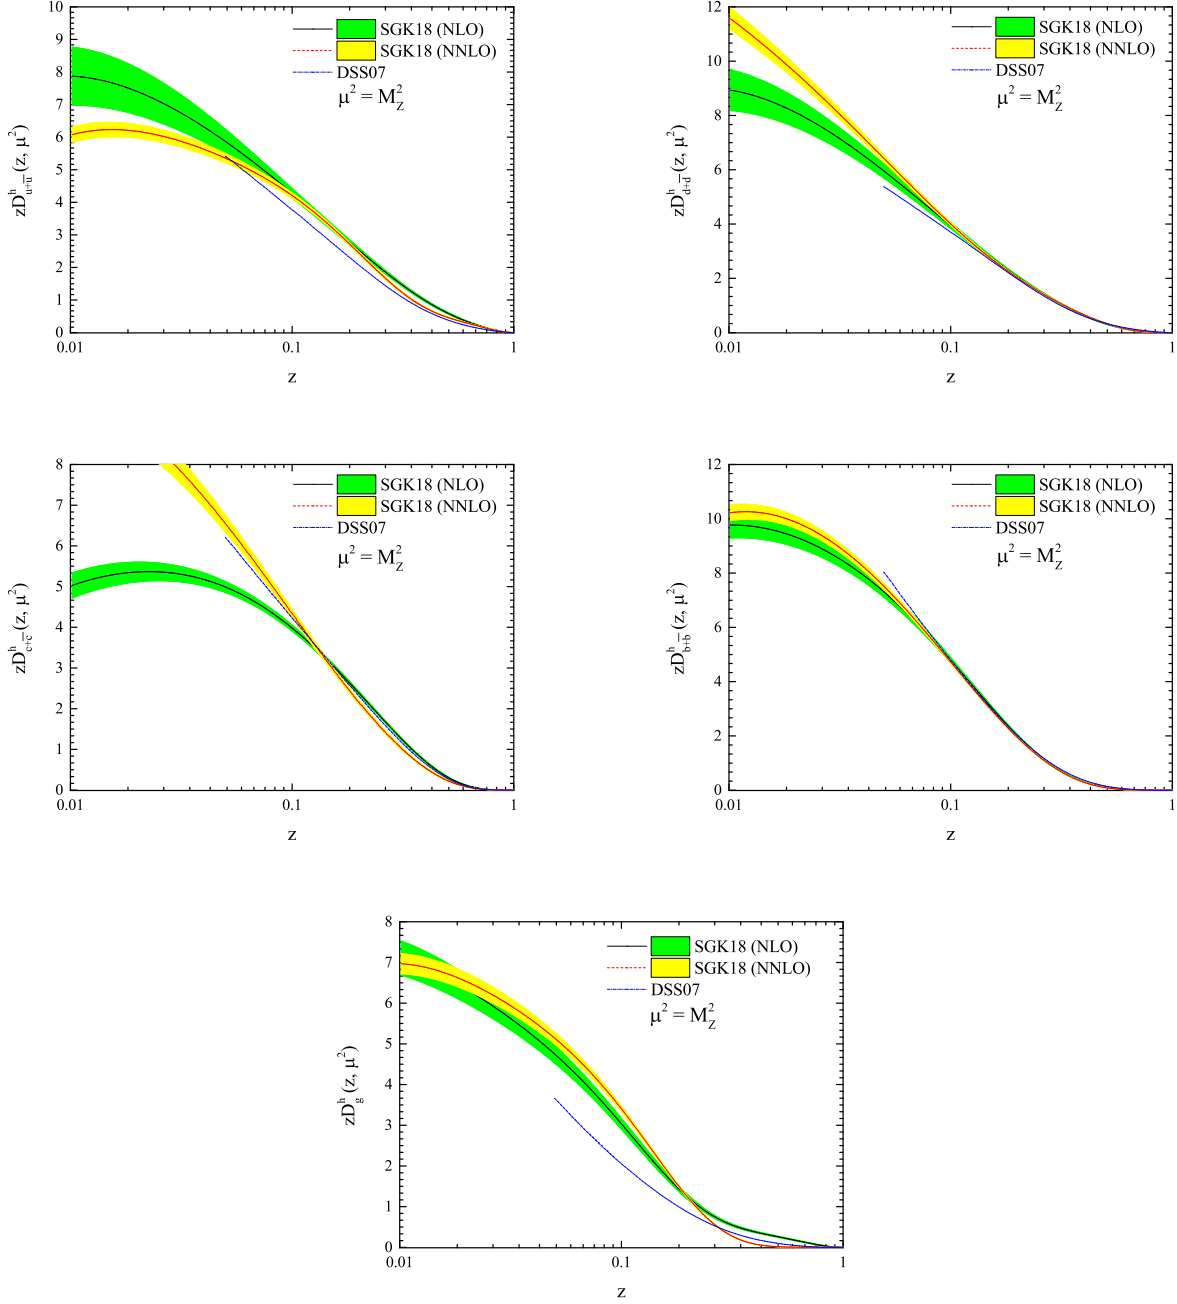 SGK18 (NLO)
SGK18 (NNLO)
DSS07
μ² = M_Z²
zD^h_{u+u̅}(z, μ²)
10
9
8
7
6
5
4
3
2
1
0
0.01 0.1 1
z
SGK18 (NLO)
SGK18 (NNLO)
DSS07
μ² = M_Z²
zD^h_{d+d̅}(z, μ²)
12
10
8
6
4
2
0
0.01 0.1 1
z
SGK18 (NLO)
SGK18 (NNLO)
DSS07
μ² = M_Z²
zD^h_{c+c̅}(z, μ²)
8
7
6
5
4
3
2
1
0
0.01 0.1 1
z
SGK18 (NLO)
SGK18 (NNLO)
DSS07
μ² = M_Z²
zD^h_{b+b̅}(z, μ²)
12
10
8
6
4
2
0
0.01 0.1 1
z
SGK18 (NLO)
SGK18 (NNLO)
DSS07
μ² = M_Z²
zD^h_g(z, μ²)
8
7
6
5
4
3
2
1
0
0.01 0.1 1
z